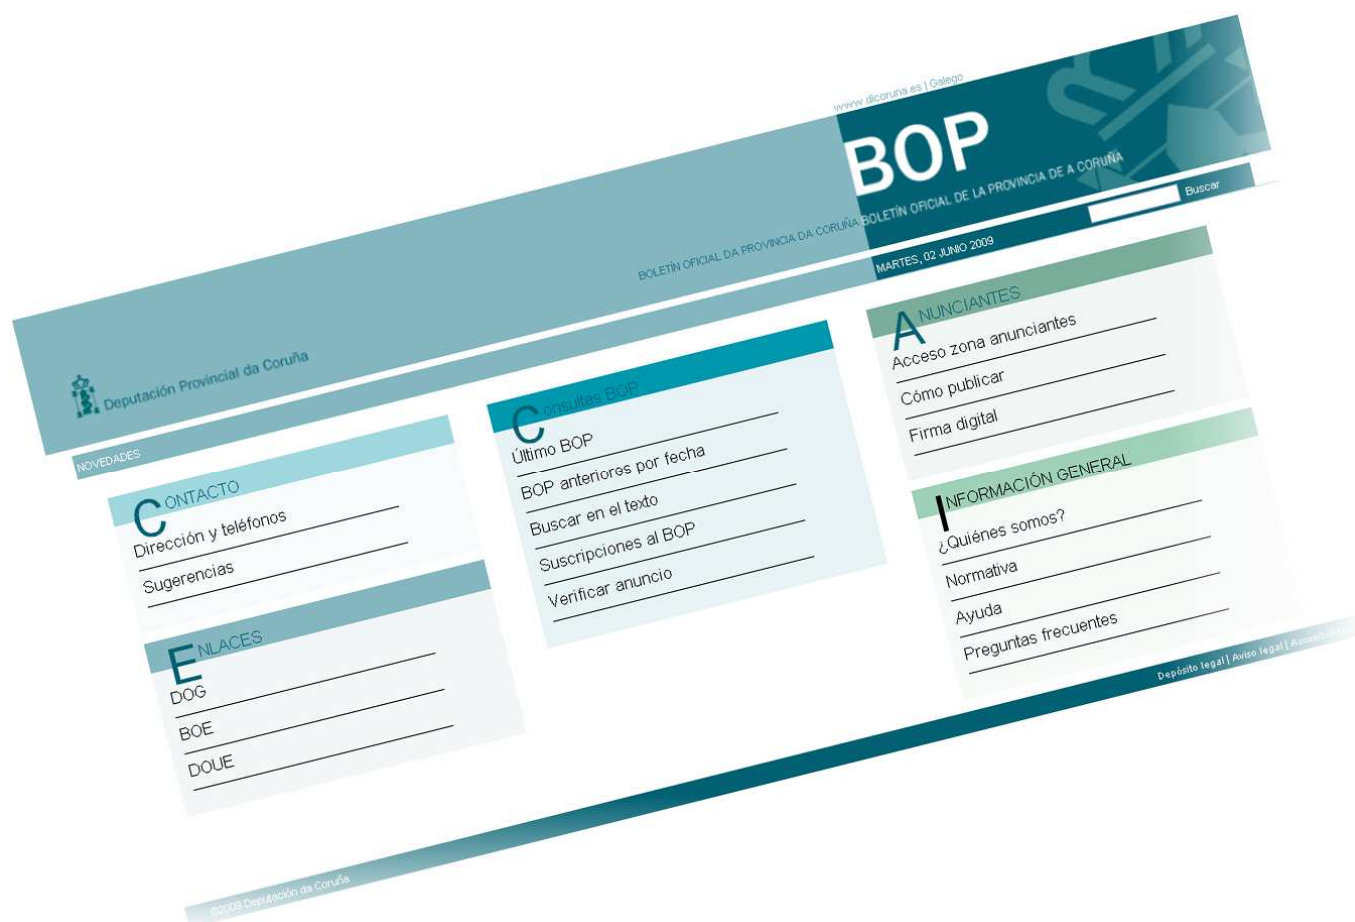 www.dicoruna.es | Galego
BOP
BOLETÍN OFICIAL DA PROVINCIA DA CORUÑA BOLETÍN OFICIAL DE LA PROVINCIA DE A CORUÑA
Deputación Provincial da Coruña
MARTES, 02 JUNIO 2009
Buscar
NOVEDADES
CONTACTO
Dirección y teléfonos
Sugerencias
ENLACES
DOG
BOE
DOUE
Consultas BOP
Último BOP
BOP anteriores por fecha
Buscar en el texto
Suscripciones al BOP
Verificar anuncio
ANUNCIANTES
Acceso zona anunciantes
Cómo publicar
Firma digital
INFORMACIÓN GENERAL
¿Quiénes somos?
Normativa
Ayuda
Preguntas frecuentes
Depósito legal | Aviso legal |
Deputación da Coruña